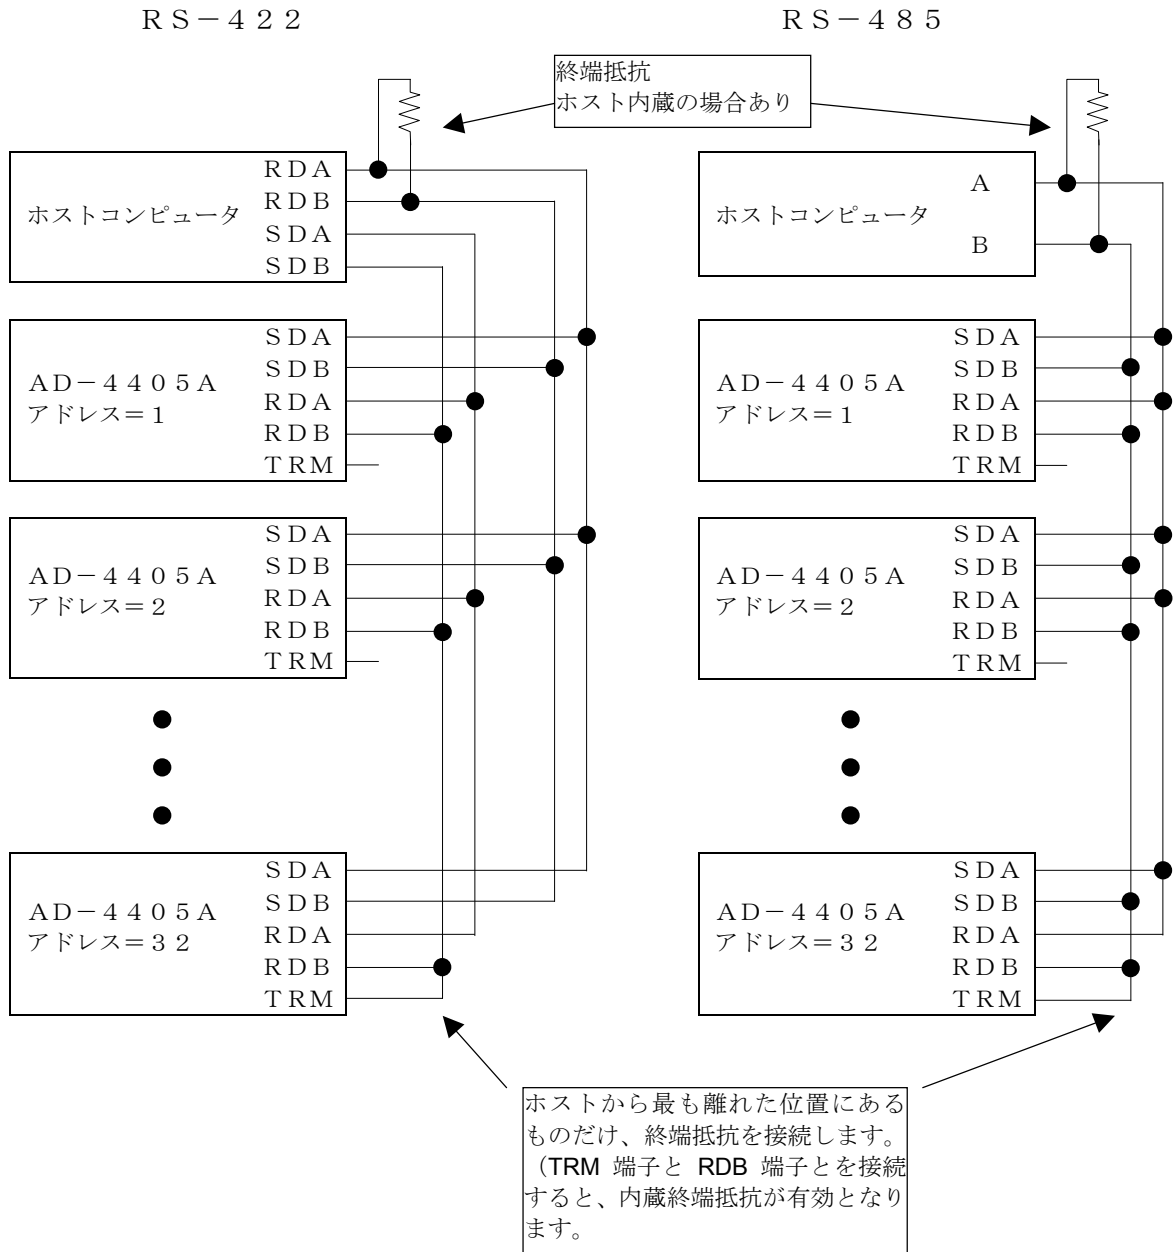 ＲＳ－４２２
ＲＳ－４８５
終端抵抗
ホスト内蔵の場合あり
ホストコンピュータ
ＲＤＡ
ＲＤＢ
ＳＤＡ
ＳＤＢ
ホストコンピュータ
Ａ
Ｂ
ＡＤ－４４０５Ａ
アドレス＝１
ＳＤＡ
ＳＤＢ
ＲＤＡ
ＲＤＢ
ＴＲＭ
ＡＤ－４４０５Ａ
アドレス＝１
ＳＤＡ
ＳＤＢ
ＲＤＡ
ＲＤＢ
ＴＲＭ
ＡＤ－４４０５Ａ
アドレス＝２
ＳＤＡ
ＳＤＢ
ＲＤＡ
ＲＤＢ
ＴＲＭ
ＡＤ－４４０５Ａ
アドレス＝２
ＳＤＡ
ＳＤＢ
ＲＤＡ
ＲＤＢ
ＴＲＭ
ＡＤ－４４０５Ａ
アドレス＝３２
ＳＤＡ
ＳＤＢ
ＲＤＡ
ＲＤＢ
ＴＲＭ
ＡＤ－４４０５Ａ
アドレス＝３２
ＳＤＡ
ＳＤＢ
ＲＤＡ
ＲＤＢ
ＴＲＭ
ホストから最も離れた位置にある
ものだけ、終端抵抗を接続します。
（TRM 端子と RDB 端子とを接続
すると、内蔵終端抵抗が有効となり
ます。